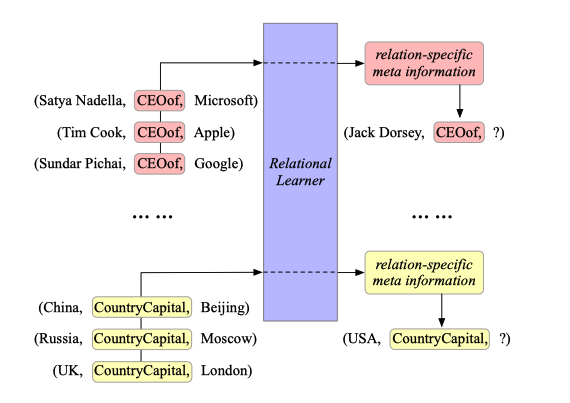 relation-specific
meta information
(Satya Nadella, CEOof, Microsoft)
(Tim Cook, CEOof, Apple)
(Jack Dorsey, CEOof, ?)
(Sundar Pichai, CEOof, Google)
Relational
Learner
... ...
... ...
relation-specific
meta information
(China, CountryCapital, Beijing)
(Russia, CountryCapital, Moscow)
(USA, CountryCapital, ?)
(UK, CountryCapital, London)